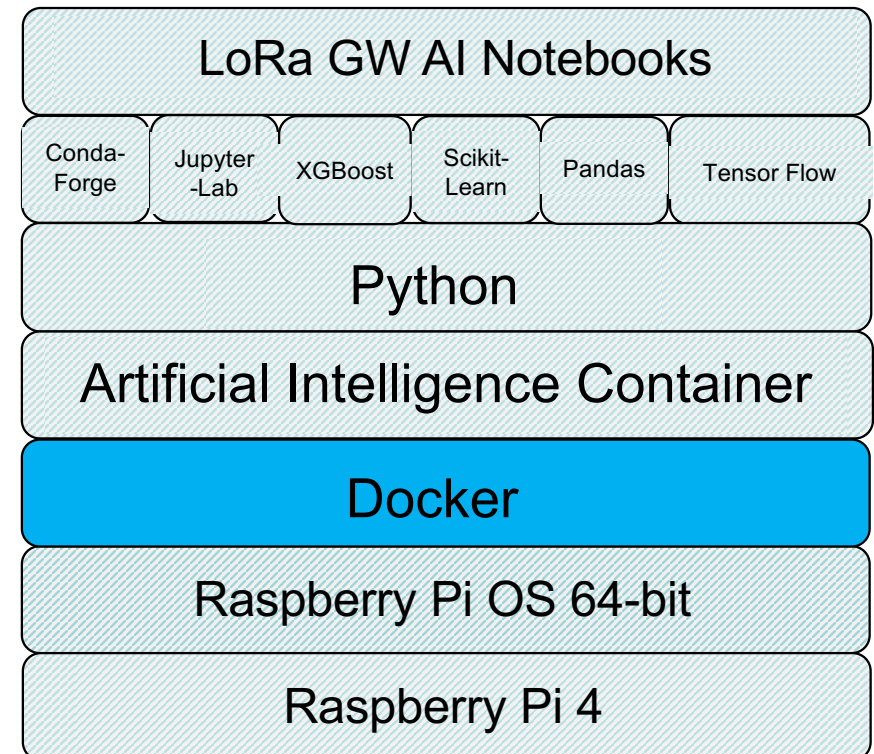 LoRa GW AI Notebooks
Conda-
Forge
Jupyter
-Lab
XGBoost
Scikit-
Learn
Pandas
Tensor Flow
Python
Artificial Intelligence Container
Docker
Raspberry Pi OS 64-bit
Raspberry Pi 4